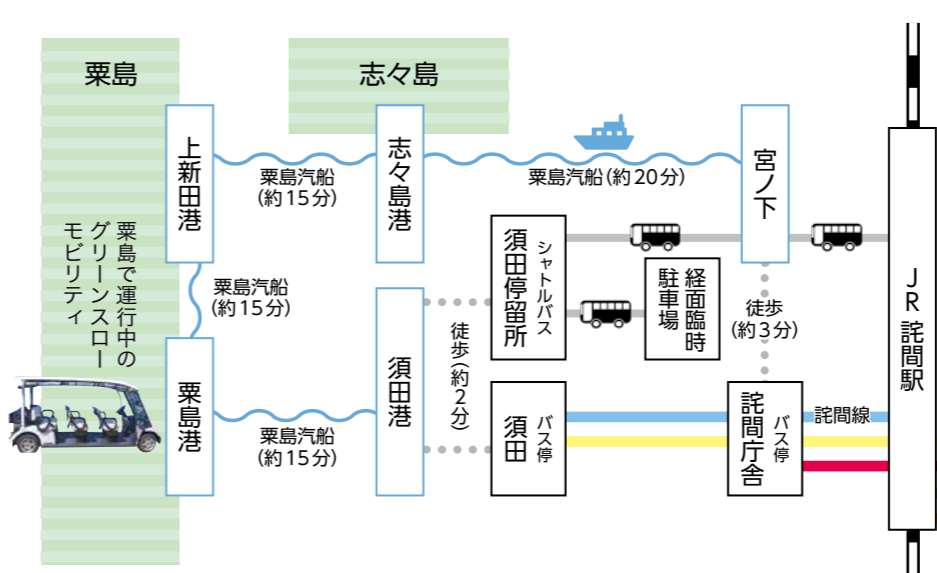 粟島
志々島
上新田港
粟島汽船
(約15分)
志々島港
粟島汽船(約20分)
宮ノ下
粟島で運行中の
グリーンスロー
モビリティ
粟島汽船
(約15分)
シャトルバス
須田停留所
経面臨時
駐車場
徒歩
(約3分)
JR詫間駅
粟島港
粟島汽船
(約15分)
須田港
徒歩(約2分)
バス停
須田
バス停
詫間庁舎
詫間線